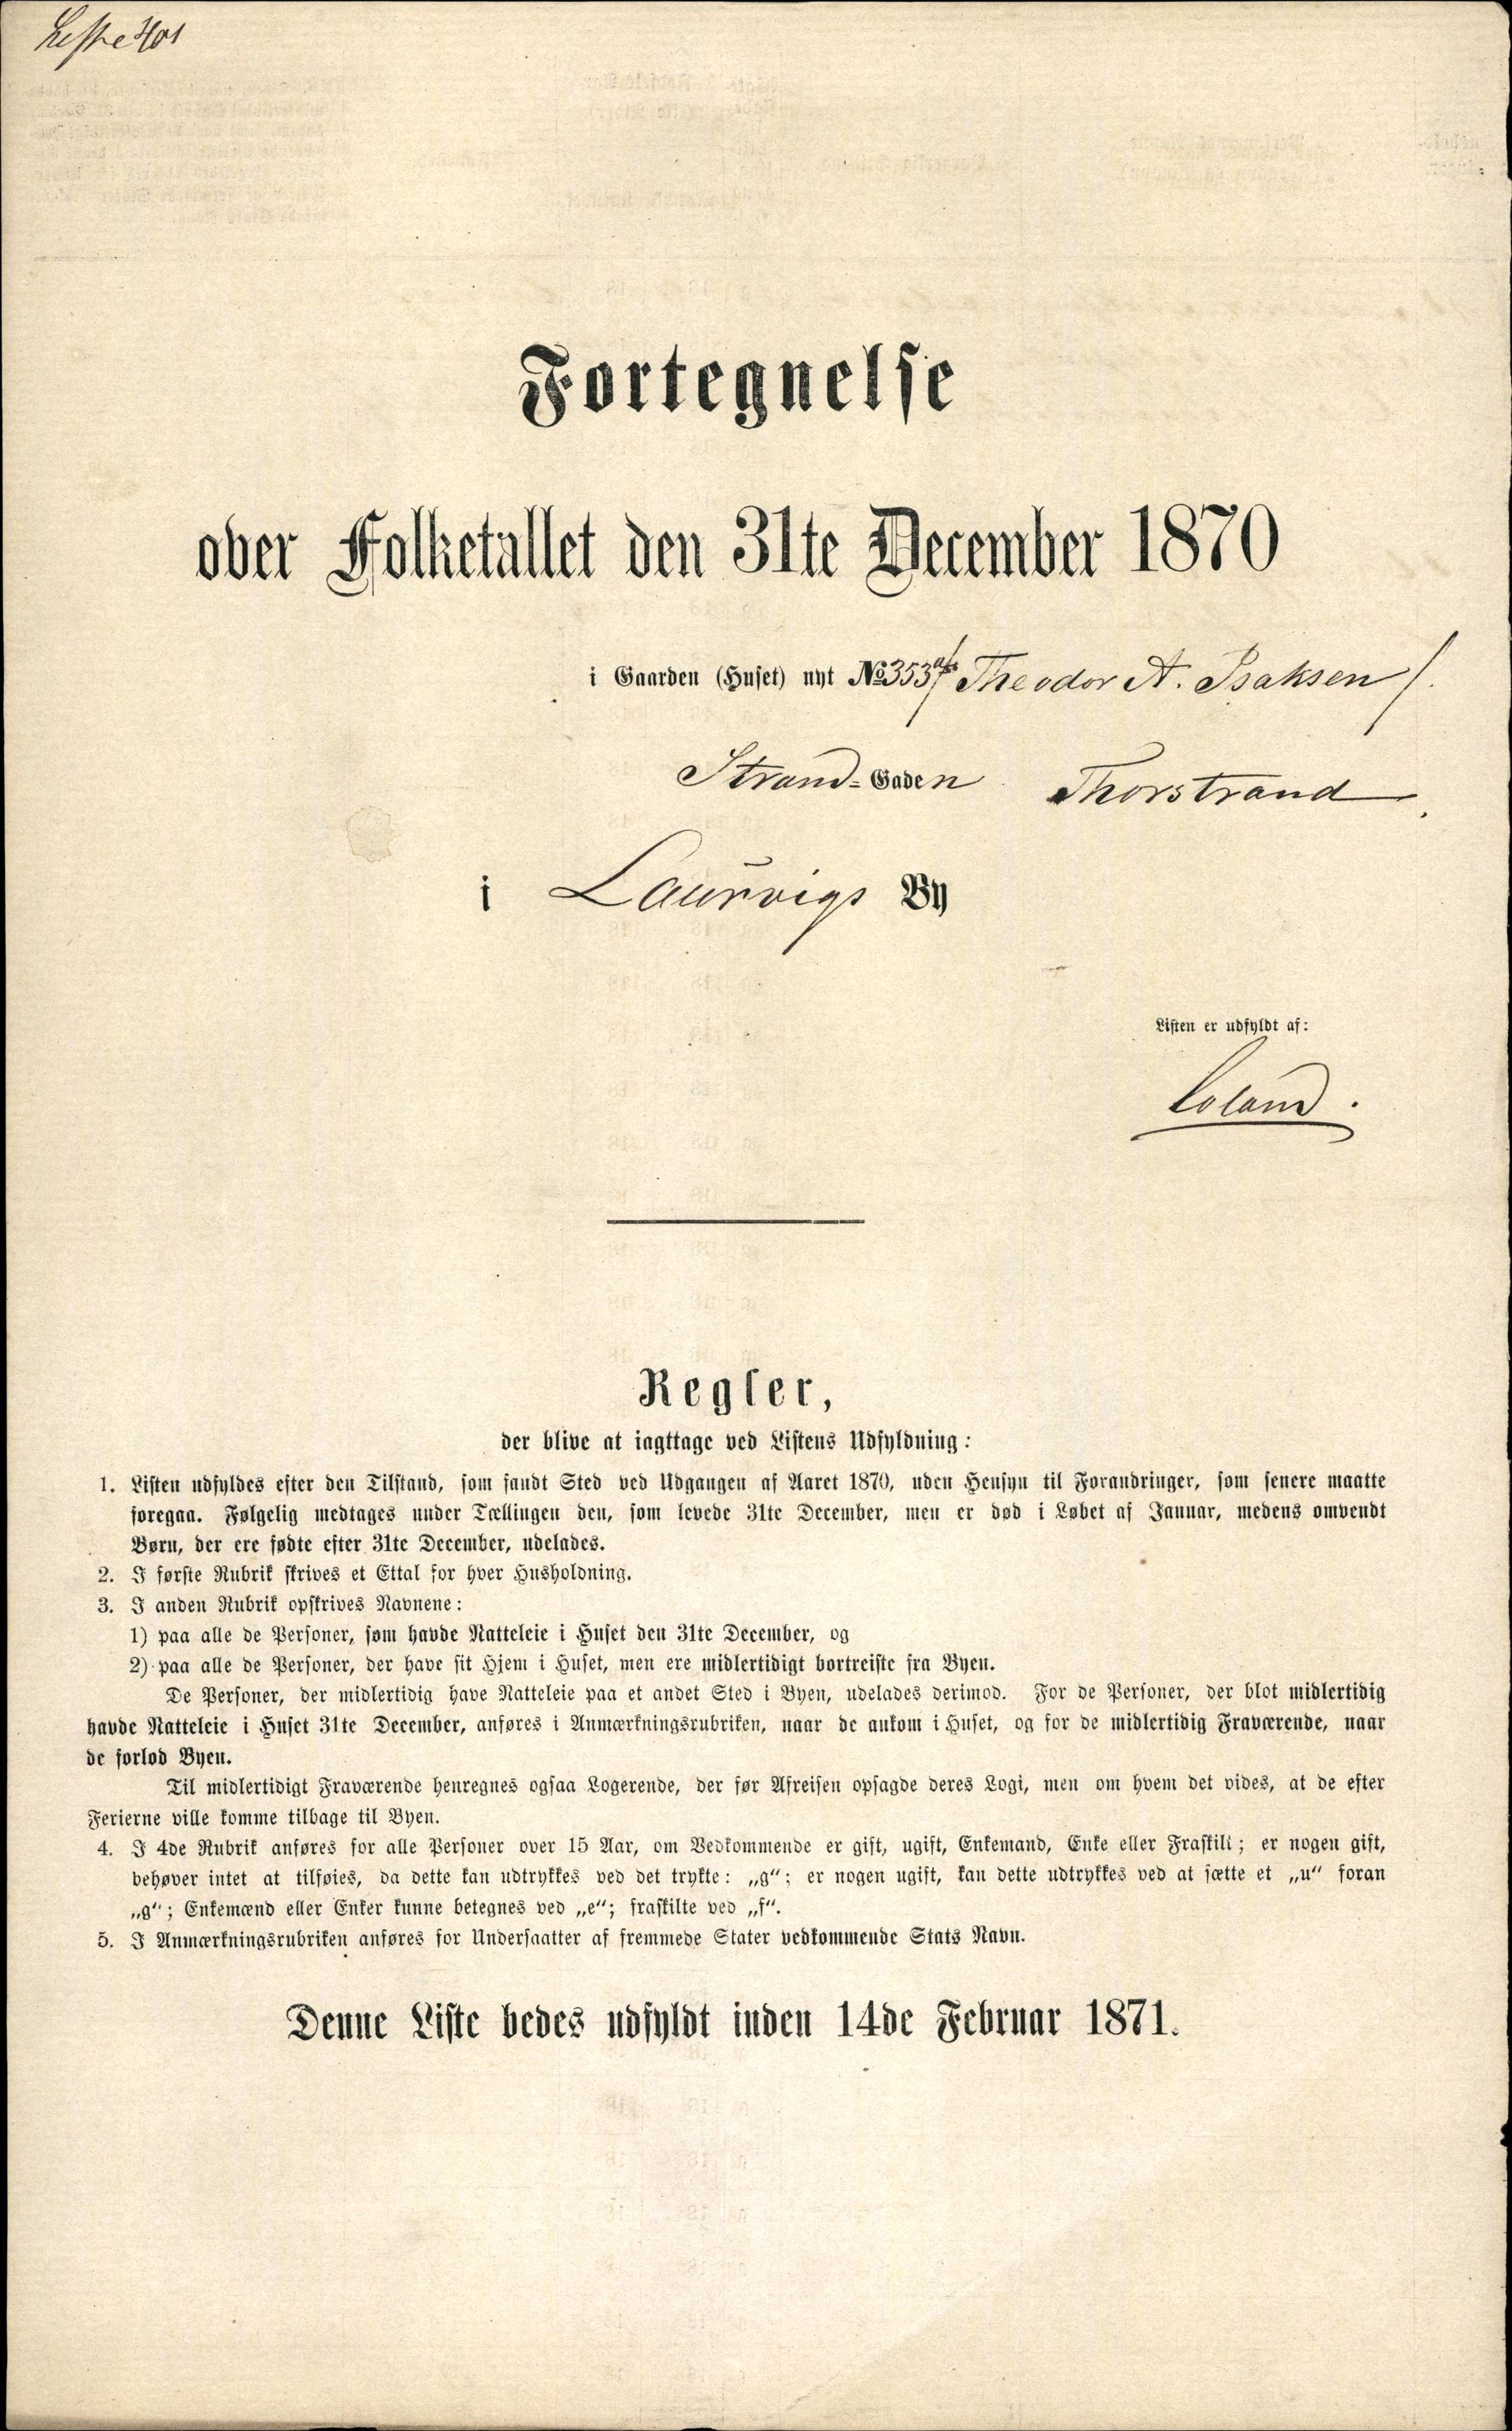 Fortegnelse
over Folketallet den 31te December 1870
i Gaarden (Huset) nyt No 353 Theodor A. Isaksen
Strand-Gaden Thorstrand
i Laurvigs By
Listen er udfyldt af:
Regler,
der blive at iagttage ved Listens Udfyldning:
1. Listen udfyldes efter den Tilstand, som fandt Sted ved Udgangen af Aaret 1870, uden Hensyn til Forandringer, som senere maatte
foregaa. Følgelig medtages under Tællingen den, som levede 31te December, men er død i Løbet af Januar, medens omvendt
Børn, der ere fødte efter 31te December, udelades.
2. I første Rubrik skrives et Ettal for hver Husholdning.
3. I anden Rubrik opskrives Navnene:
1) paa alle de Personer, som havde Natteleie i Huset den 31te December, og
2) paa alle de Personer, der have sit Hjem i Huset, men ere midlertidigt bortreiste fra Byen.
De Personer, der midlertidig have Natteleie paa et andet Sted i Byen, udelades derimod. For de Personer, der blot midlertidig
havde Natteleie i Huset 31te December, anføres i Anmærkningsrubriken, naar de ankom i Huset, og for de midlertidig Fraværende, naar
de forlod Byen.
Til midlertidigt Fraværende henregnes ogsaa Logerende, der før Afreisen opsagde deres Logi, men om hvem det vides, at de efter
Ferierne ville komme tilbage til Byen.
4. I 4de Rubrik anføres for alle Personer over 15 Aar, om Vedkommende er gift, ugift, Enkemand, Enke eller Fraskilt; er nogen gift,
behøver intet at tilføies, da dette kan udtrykkes ved det trykte: „g“; er nogen ugift, kan dette udtrykkes ved at sætte et „u“ foran
„g“; Enkemænd eller Enker kunne betegnes ved „e“; fraskilte ved „f“.
5. I Anmærkningsrubriken anføres for Undersaatter af fremmede Stater vedkommende Stats Navn.
Denne Liste bedes udfyldt inden 14de Februar 1871.